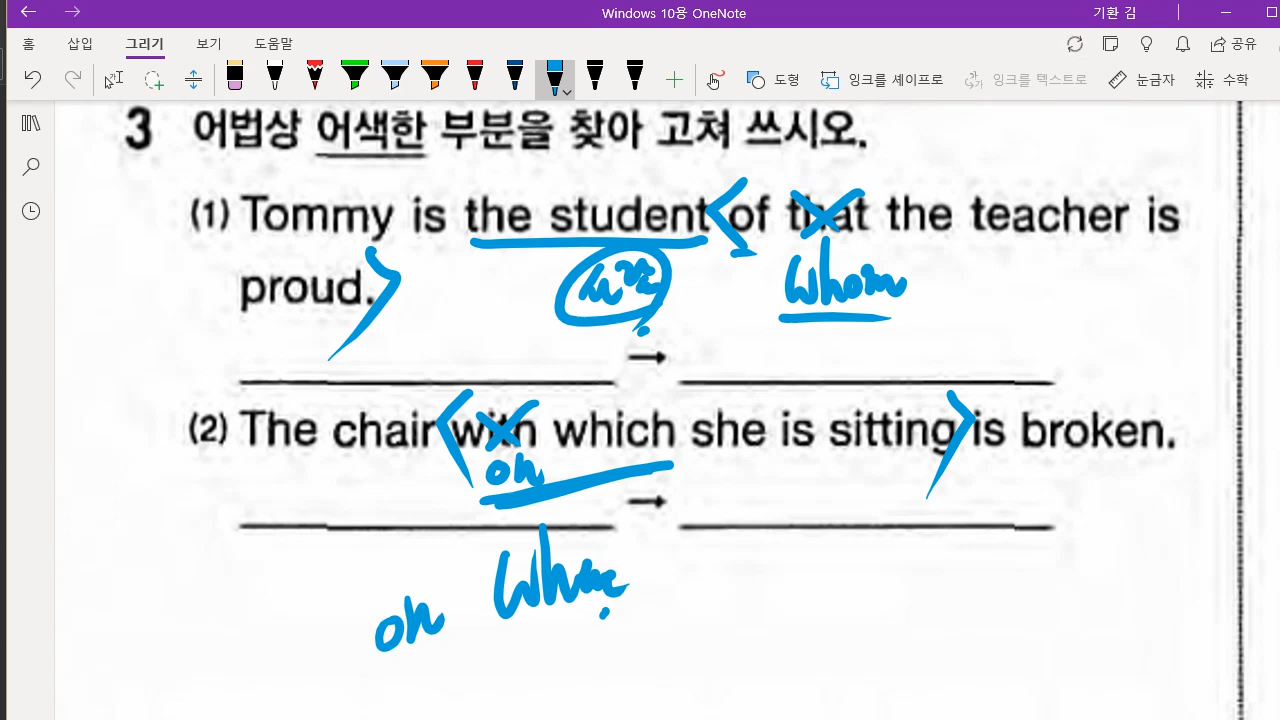 Windows 10용 OneNote
기환 김
홈 삽입 그리기 보기 도움말
공유
도형 잉크를 셰이프로 잉크를 텍스트로 눈금자 수학
3 어법상 어색한 부분을 찾아 고쳐 쓰시오.
(1) Tommy is the student of that the teacher is
whom
proud.
→
(2) The chair with which she is sitting is broken.
on
→
on